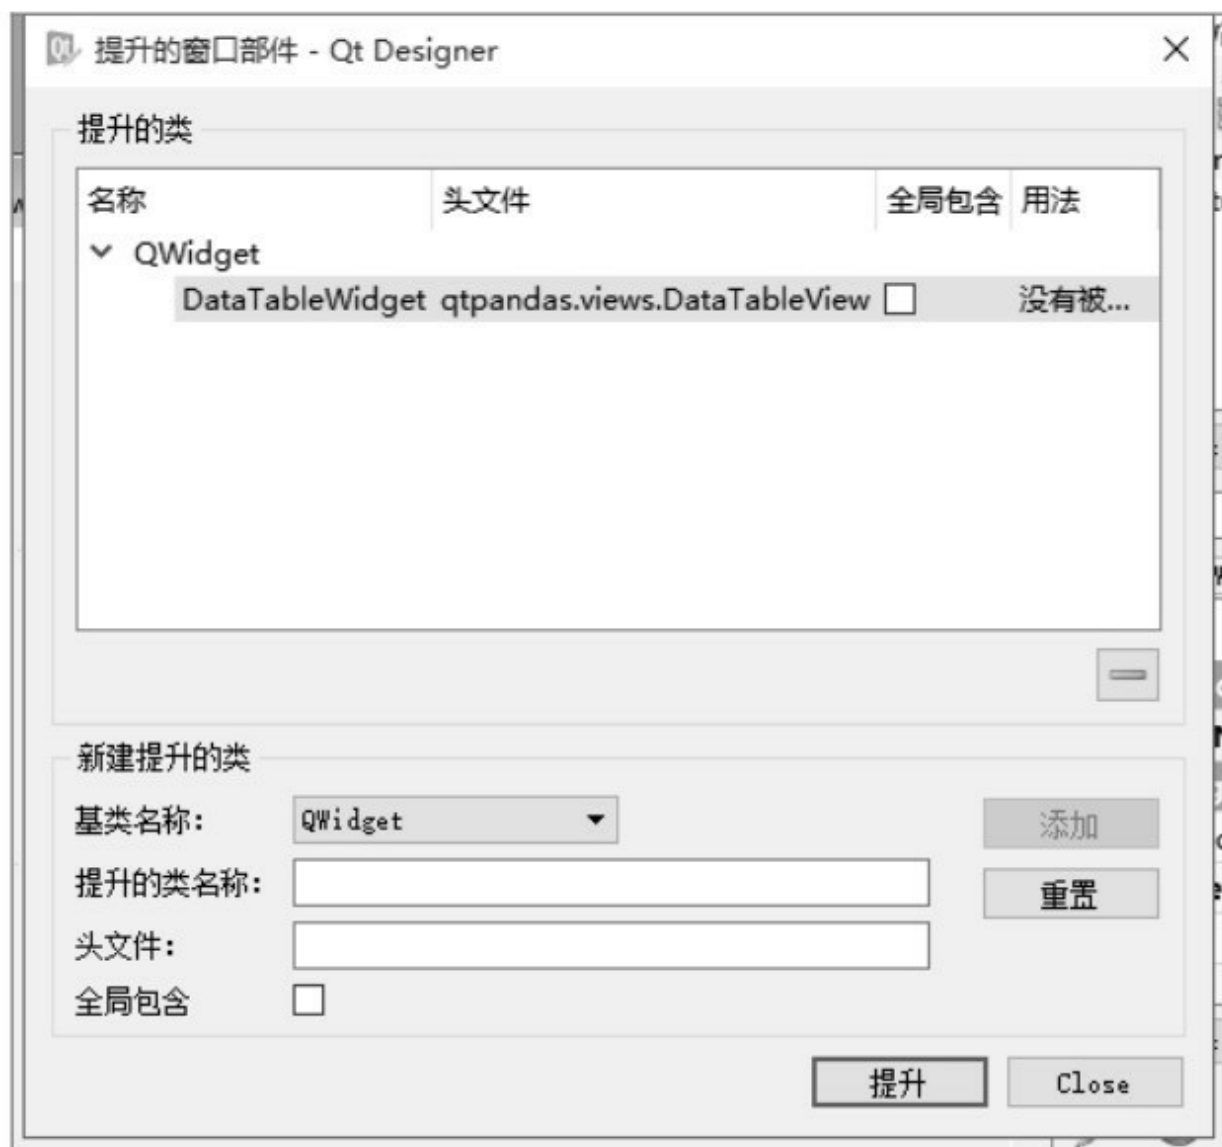 提升的窗口部件 - Qt Designer
提升的类
名称 头文件 全局包含 用法
QWidget
DataTableWidget qtpandas.views.DataTableView 没有被...
新建提升的类
基类名称: QWidget 添加
提升的类名称: 重置
头文件:
全局包含
提升 Close